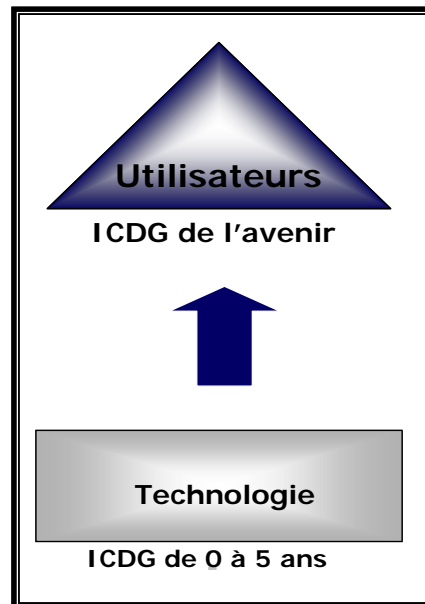 Utilisateurs
ICDG de l'avenir
Technologie
ICDG de 0 à 5 ans